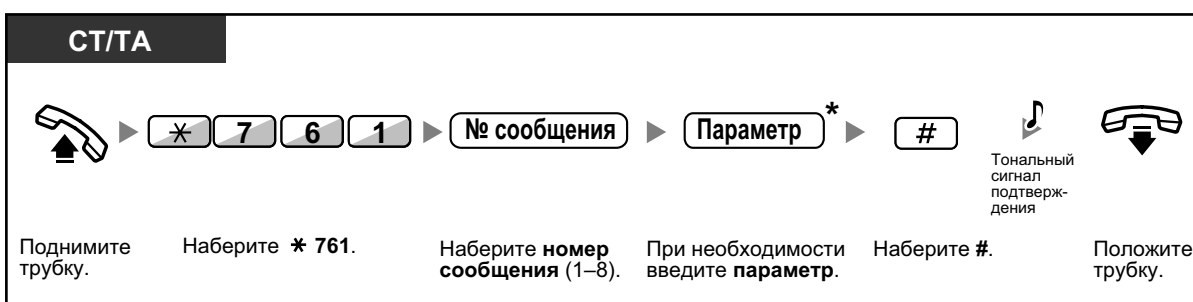 СТ/ТА
✳ 7 6 1 № сообщения Параметр * #
Тональный
сигнал
подтверж-
дения
Поднимите
трубку.
Наберите ✳ 761.
Наберите номер
сообщения (1–8).
При необходимости
введите параметр.
Наберите #.
Положите
трубку.